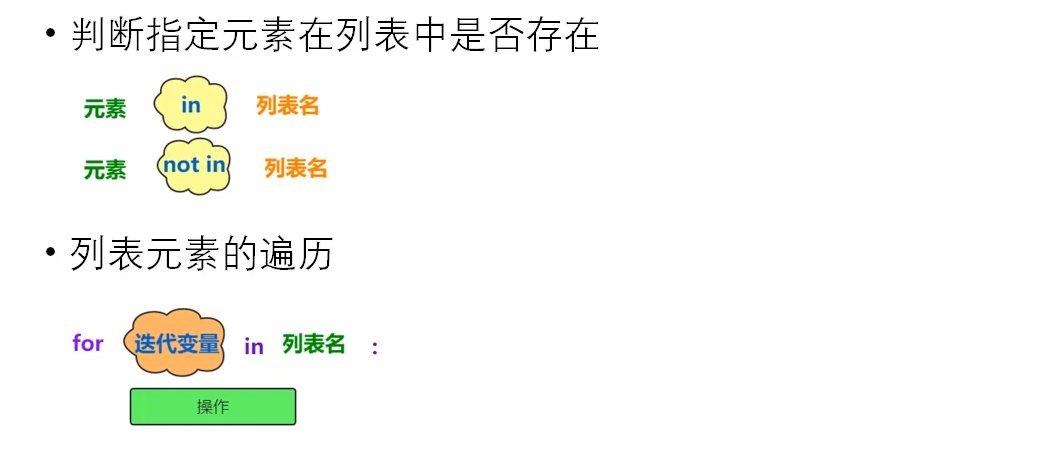 • 判断指定元素在列表中是否存在
元素 in 列表名
元素 not in 列表名
• 列表元素的遍历
for 迭代变量 in 列表名 :
操作